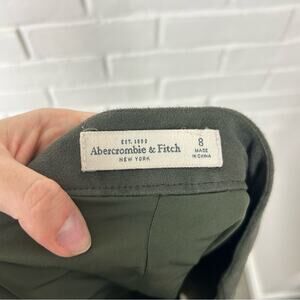 EST. 1892
Abercrombie & Fitch
NEW YORK
8
MADE
IN CHINA